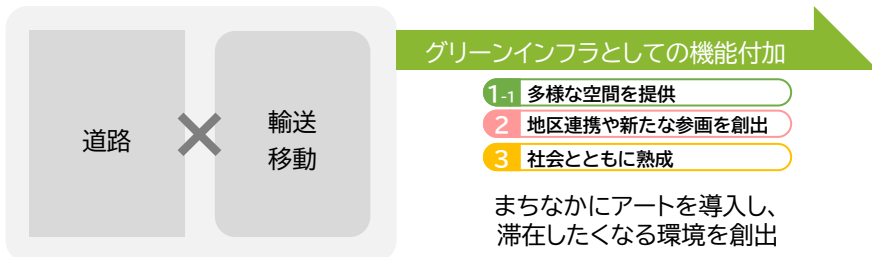 道路
輸送
移動
グリーンインフラとしての機能付加
1-1 多様な空間を提供
2 地区連携や新たな参画を創出
3 社会とともに熟成
まちなかにアートを導入し、
滞在したくなる環境を創出